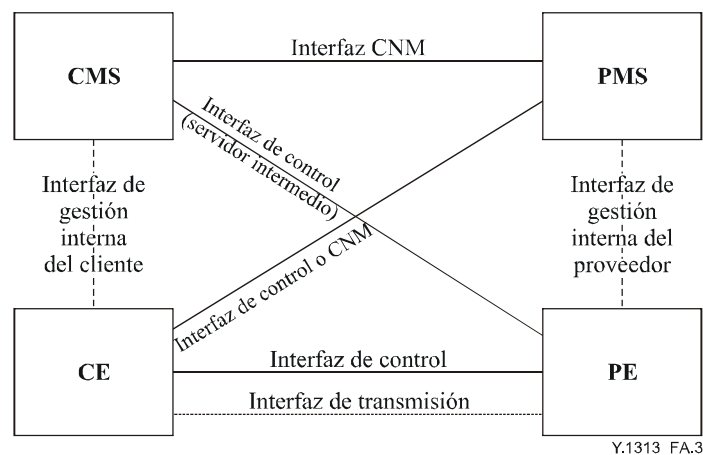 Interfaz CNM
CMS
PMS
Interfaz de control
(servidor intermedio)
Interfaz de
gestión
interna
del cliente
Interfaz de
gestión
interna del
proveedor
Interfaz de control o CNM
CE
Interfaz de control
PE
Interfaz de transmisión
Y.1313 FA.3